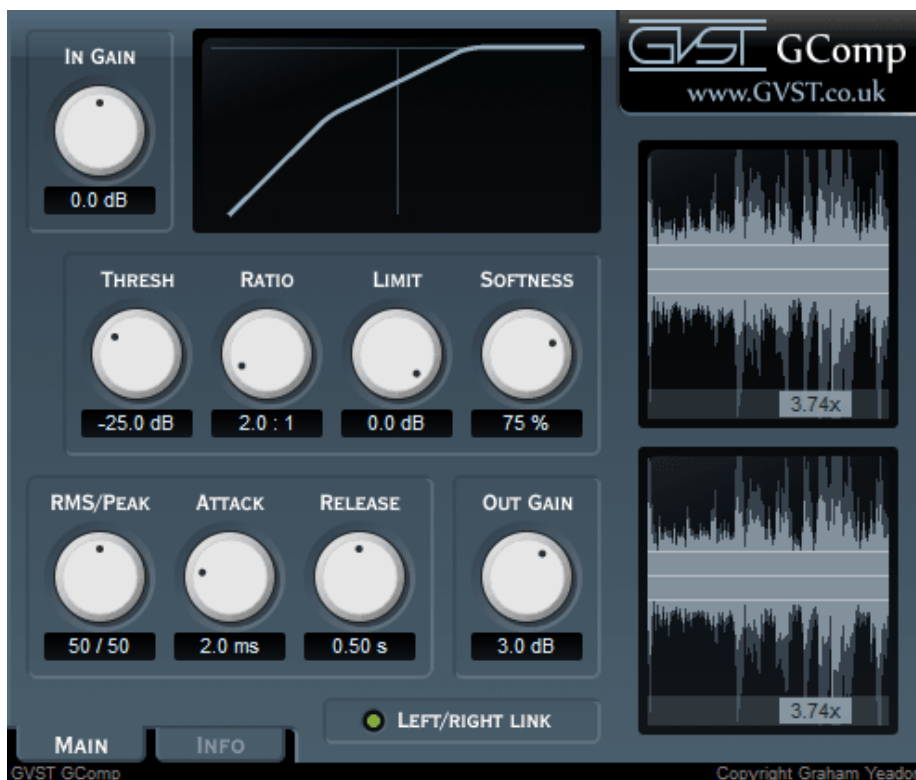 IN GAIN
0.0 dB
GVST GComp
www.GVST.co.uk
THRESH RATIO LIMIT SOFTNESS
-25.0 dB 2.0 : 1 0.0 dB 75 %
3.74x
RMS/PEAK ATTACK RELEASE OUT GAIN
50 / 50 2.0 ms 0.50 s 3.0 dB
3.74x
LEFT/RIGHT LINK
MAIN INFO
GVST GComp Copyright Graham Yeado